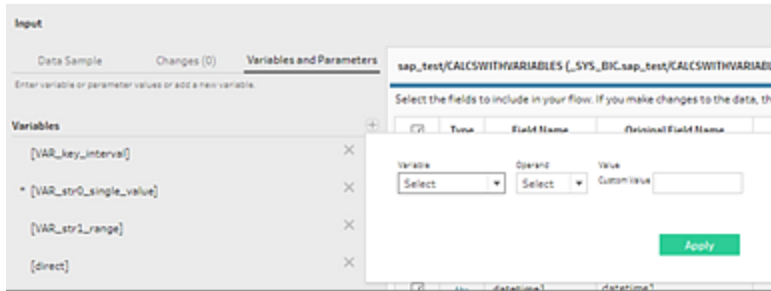 Input
Data Sample Changes (0) Variables and Parameters
Enter variable or parameter values or add a new variable.
Variables
[VAR_key_interval]
* [VAR_str0_single_value]
[VAR_str1_range]
[direct]
sap_test/CALCSWITHVARIABLES (_SYS_BIC.sap_test/CALCSWITHVARIABL
Select the fields to include in your flow. If you make changes to the data, th
Type Field Name Original Field Name
Variable Operand Value
Select Select Custom Value
Apply
Abc datetime1 datetime1